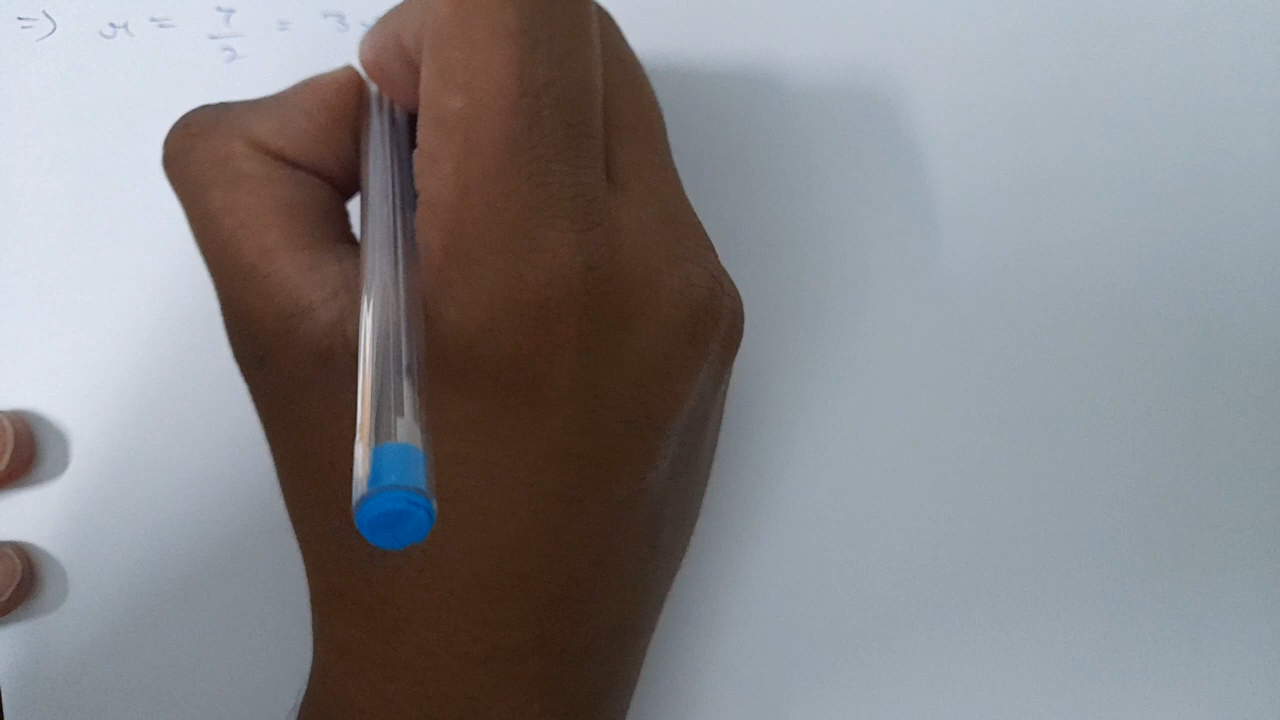 =) r = 7/2 = 3